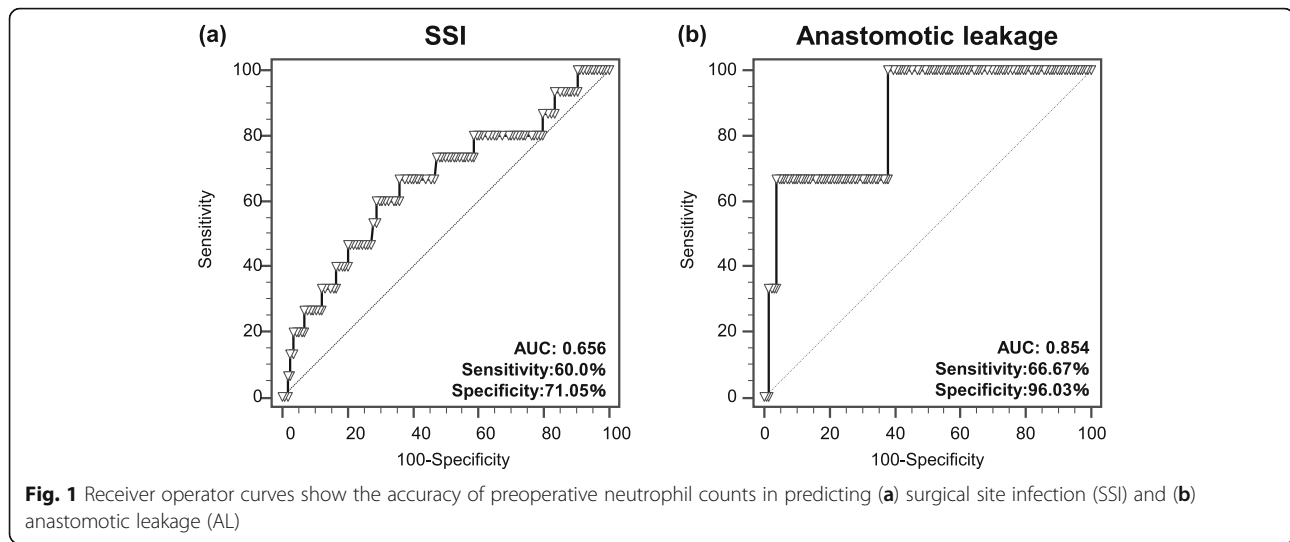 (a) SSI
100
80
60
40
20
0
Sensitivity
AUC: 0.656
Sensitivity:60.0%
Specificity:71.05%
0 20 40 60 80 100
100-Specificity
(b) Anastomotic leakage
100
80
60
40
20
0
Sensitivity
AUC: 0.854
Sensitivity:66.67%
Specificity:96.03%
0 20 40 60 80 100
100-Specificity
Fig. 1 Receiver operator curves show the accuracy of preoperative neutrophil counts in predicting (a) surgical site infection (SSI) and (b)
anastomotic leakage (AL)